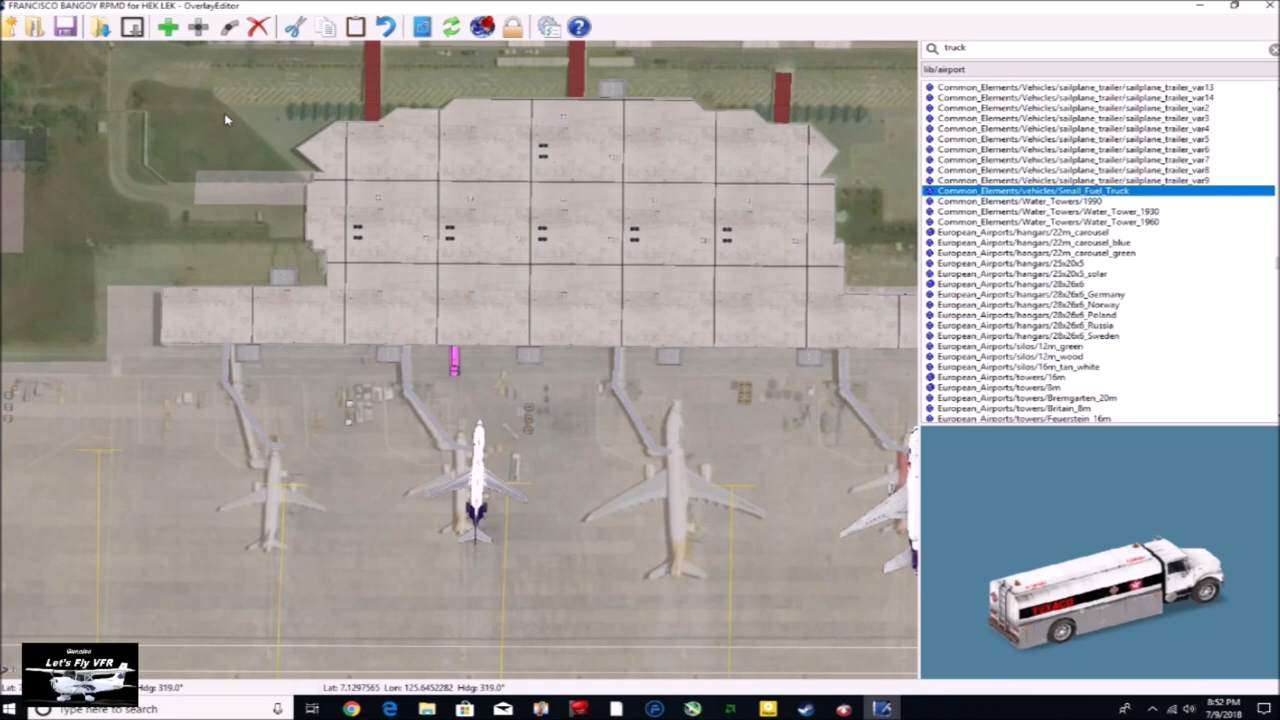 FRANCISCO BANGOY RPMD for HEK LEK - OverlayEditor
truck
lib/airport
Common_Elements/Vehicles/sailplane_trailer/sailplane_trailer_var13
Common_Elements/Vehicles/sailplane_trailer/sailplane_trailer_var14
Common_Elements/Vehicles/sailplane_trailer/sailplane_trailer_var2
Common_Elements/Vehicles/sailplane_trailer/sailplane_trailer_var3
Common_Elements/Vehicles/sailplane_trailer/sailplane_trailer_var4
Common_Elements/Vehicles/sailplane_trailer/sailplane_trailer_var5
Common_Elements/Vehicles/sailplane_trailer/sailplane_trailer_var6
Common_Elements/Vehicles/sailplane_trailer/sailplane_trailer_var7
Common_Elements/Vehicles/sailplane_trailer/sailplane_trailer_var8
Common_Elements/Vehicles/sailplane_trailer/sailplane_trailer_var9
Common_Elements/vehicles/Small_Fuel_Truck
Common_Elements/Water_Towers/1990
Common_Elements/Water_Towers/Water_Tower_1930
Common_Elements/Water_Towers/Water_Tower_1960
European_Airports/hangars/22m_carousel
European_Airports/hangars/22m_carousel_blue
European_Airports/hangars/22m_carousel_green
European_Airports/hangars/25x20x5
European_Airports/hangars/25x20x5_solar
European_Airports/hangars/28x26x6
European_Airports/hangars/28x26x6_Germany
European_Airports/hangars/28x26x6_Norway
European_Airports/hangars/28x26x6_Poland
European_Airports/hangars/28x26x6_Russia
European_Airports/hangars/28x26x6_Sweden
European_Airports/silos/12m_green
European_Airports/silos/12m_wood
European_Airports/silos/16m_tan_white
European_Airports/towers/16m
European_Airports/towers/8m
European_Airports/towers/Bremgarten_20m
European_Airports/towers/Britain_8m
European_Airports/towers/Feuerstein_16m
TEXACO
Let's Fly VFR
Lat: 7 Hdg: 319.0° Lat: 7.1297565 Lon: 125.6452282 Hdg: 319.0°
Type here to search
8:52 PM
7/9/2018